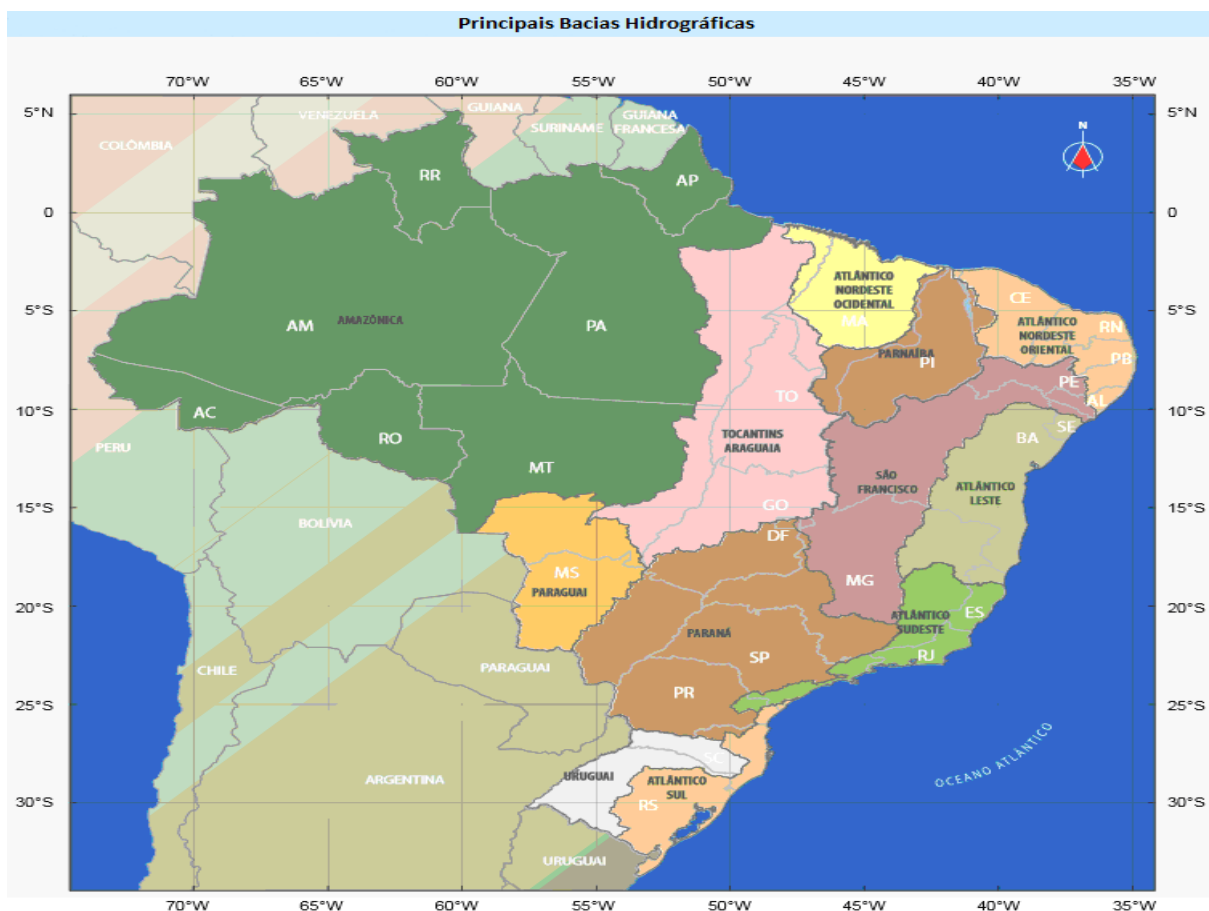 Principais Bacias Hidrográficas
70°W 65°W 60°W 55°W 50°W 45°W 40°W 35°W
5°N
5°N
VENEZUELA
GUIANA
SURINAME
GUIANA
FRANCESA
COLÔMBIA
N
RR
AP
0
0
ATLÂNTICO
NORDESTE
OCIDENTAL
MA
CE
5°S
5°S
AM
AMAZÔNICA
PA
ATLÂNTICO
NORDESTE
ORIENTAL
RN
PB
PARNAÍBA
PI
PE
TO
AL
AC
10°S
10°S
SE
BA
RO
TOCANTINS
ARAGUAIA
PERU
MT
SÃO
FRANCISCO
ATLÂNTICO
LESTE
15°S
15°S
GO
BOLÍVIA
DF
MS
PARAGUAI
MG
20°S
20°S
ES
ATLÂNTICO
SUDESTE
PARANÁ
SP
RJ
CHILE
PARAGUAI
PR
25°S
25°S
OCEANO ATLÂNTICO
SC
URUGUAI
ARGENTINA
ATLÂNTICO
SUL
RS
30°S
30°S
URUGUAI
70°W 65°W 60°W 55°W 50°W 45°W 40°W 35°W